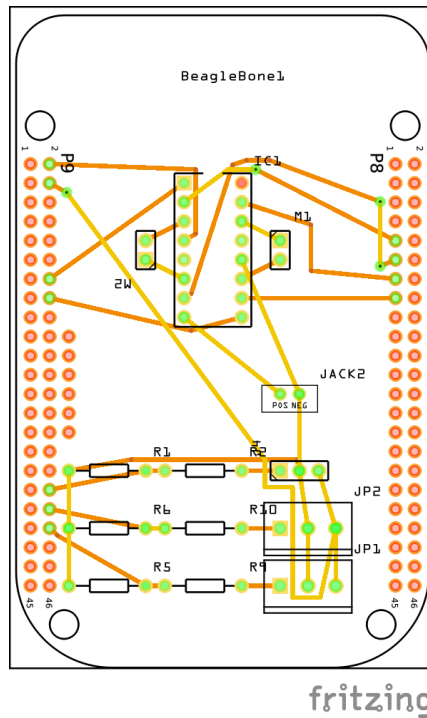 BeagleBone1
1
2
P9
1
2
P8
IC1
M1
M2
JACK2
POS NEG
R1
R2
JP2
R6
R10
JP1
R5
R9
45
46
45
46
fritzing